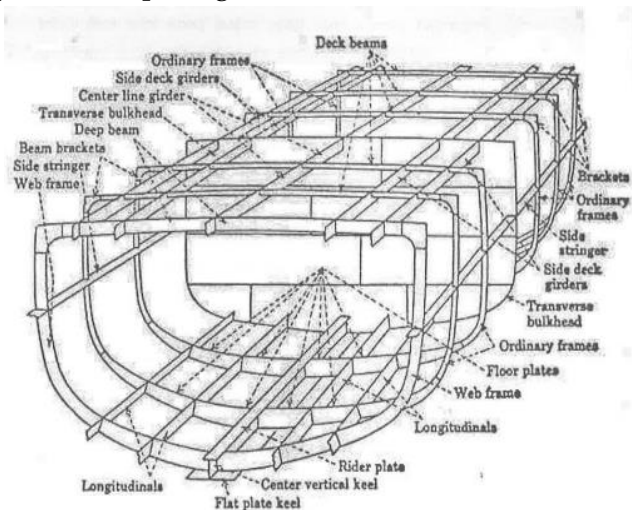 Deck beams
Ordinary frames
Side deck girders
Center line girder
Transverse bulkhead
Deep beam
Beam brackets
Side stringer
Web frame
Brackets
Ordinary
frames
Side
stringer
Side deck
girders
Transverse
bulkhead
Ordinary frames
Floor plates
Web frame
Longitudinals
Rider plate
Center vertical keel
Longitudinals
Flat plate keel